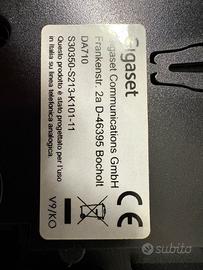 Gigaset
Gigaset Communications GmbH
Frankenstr. 2a D-46395 Bocholt
DA710
S30350-S213-K101-11
Questo prodotto è stato progettato per l'uso
in Italia su linea telefonica analogica
V9/KO
CE
subito